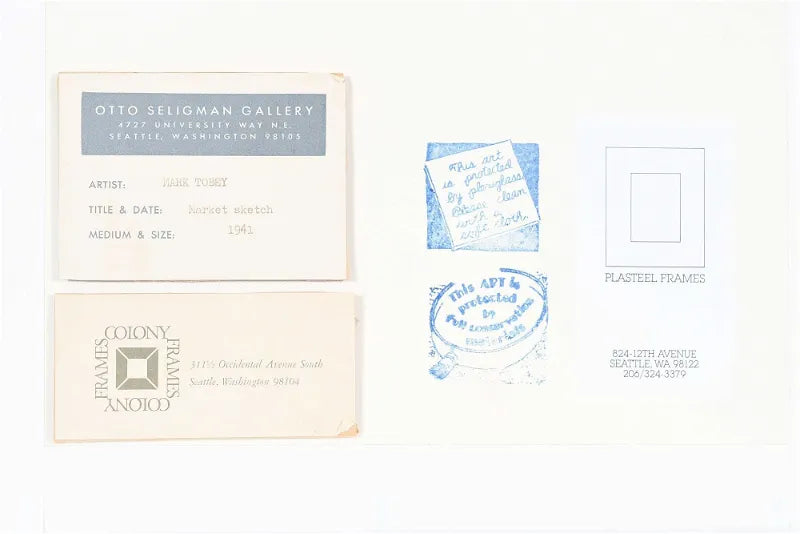 OTTO SELIGMAN GALLERY
4727 UNIVERSITY WAY N.E.
SEATTLE, WASHINGTON 98105
ARTIST: MARK TOBEY
TITLE & DATE: Market sketch
MEDIUM & SIZE: 1941
COLONY
FRAMES
COLONY
FRAMES
311½ Occidental Avenue South
Seattle, Washington 98104
This art
is protected
by plexiglass
Please clean
with a
soft cloth.
This ART is
protected
by
full conservation
materials
PLASTEEL FRAMES
824-12TH AVENUE
SEATTLE, WA 98122
206/324-3379